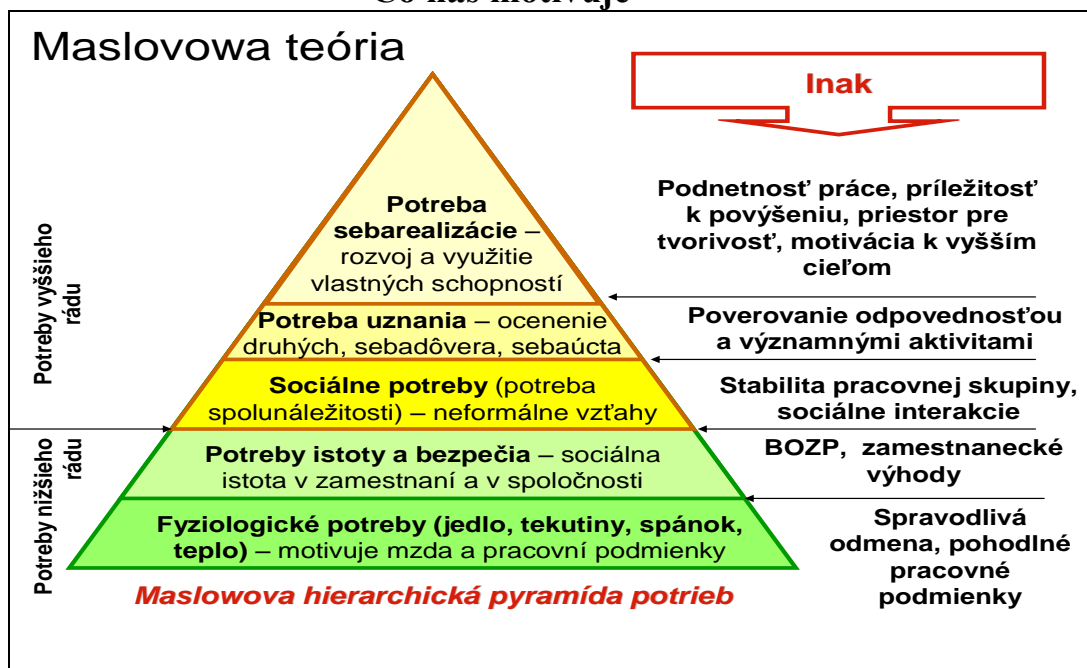 Čo nás motivuje
Maslovowa teória
Inak
Potreby vyššieho
rádu
Potreby nižšieho
rádu
Potreba
sebarealizácie –
rozvoj a využitie
vlastných schopností
Potreba uznania – ocenenie
druhých, sebadôvera, sebaúcta
Sociálne potreby (potreba
spolunáležitosti) – neformálne vzťahy
Potreby istoty a bezpečia – sociálna
istota v zamestnaní a v spoločnosti
Fyziologické potreby (jedlo, tekutiny, spánok,
teplo) – motivuje mzda a pracovní podmienky
Podnetnosť práce, príležitosť
k povýšeniu, priestor pre
tvorivosť, motivácia k vyšším
cieľom
Poverovanie odpovednosťou
a významnými aktivitami
Stabilita pracovnej skupiny,
sociálne interakcie
BOZP, zamestnanecké
výhody
Spravodlivá
odmena, pohodlné
pracovné
podmienky
Maslowova hierarchická pyramída potrieb